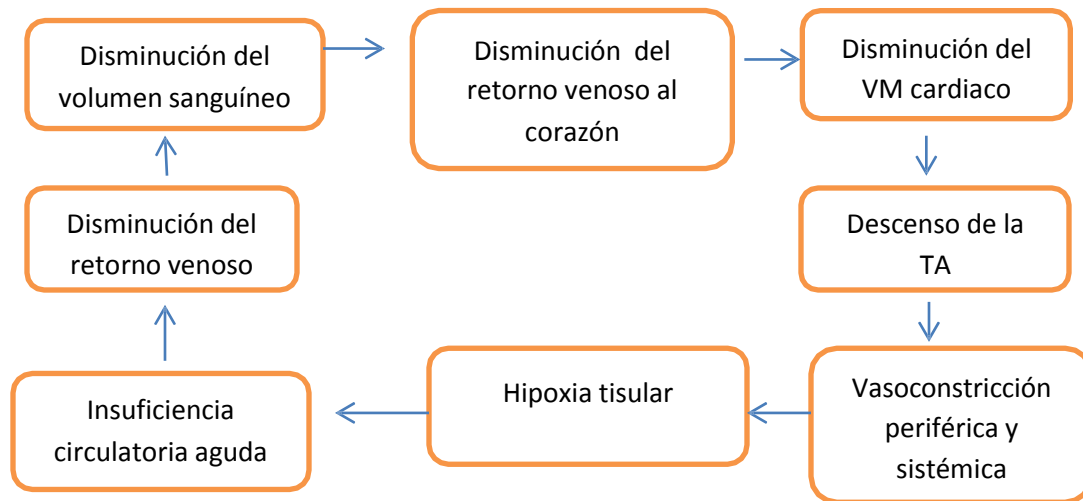 Disminución del
volumen sanguíneo
Disminución del
retorno venoso al
corazón
Disminución del
VM cardiaco
Descenso de la
TA
Vasoconstricción
periférica y
sistémica
Hipoxia tisular
Insuficiencia
circulatoria aguda
Disminución del
retorno venoso